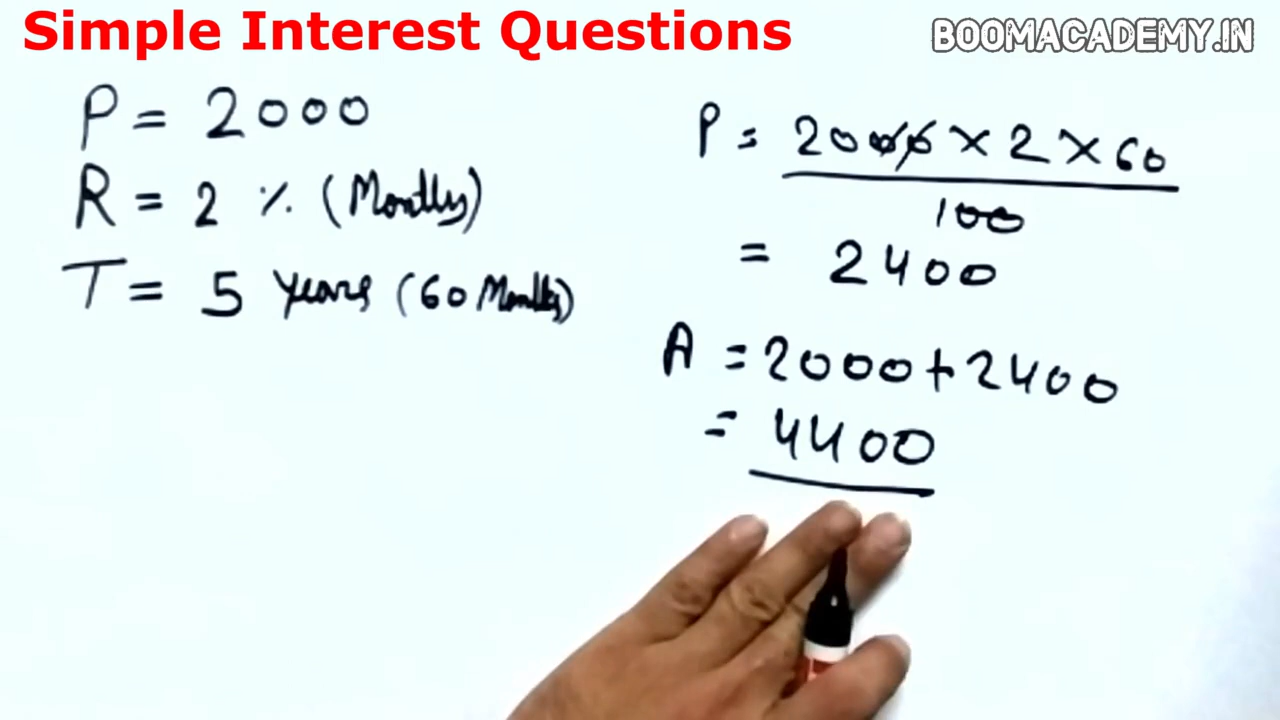 Simple Interest Questions
BOOMACADEMY.IN
P = 2000
R = 2 % (Montly)
T = 5 Years (60 Months)
P = 2000 × 2 × 60
100
= 2400
A = 2000 + 2400
= 4400